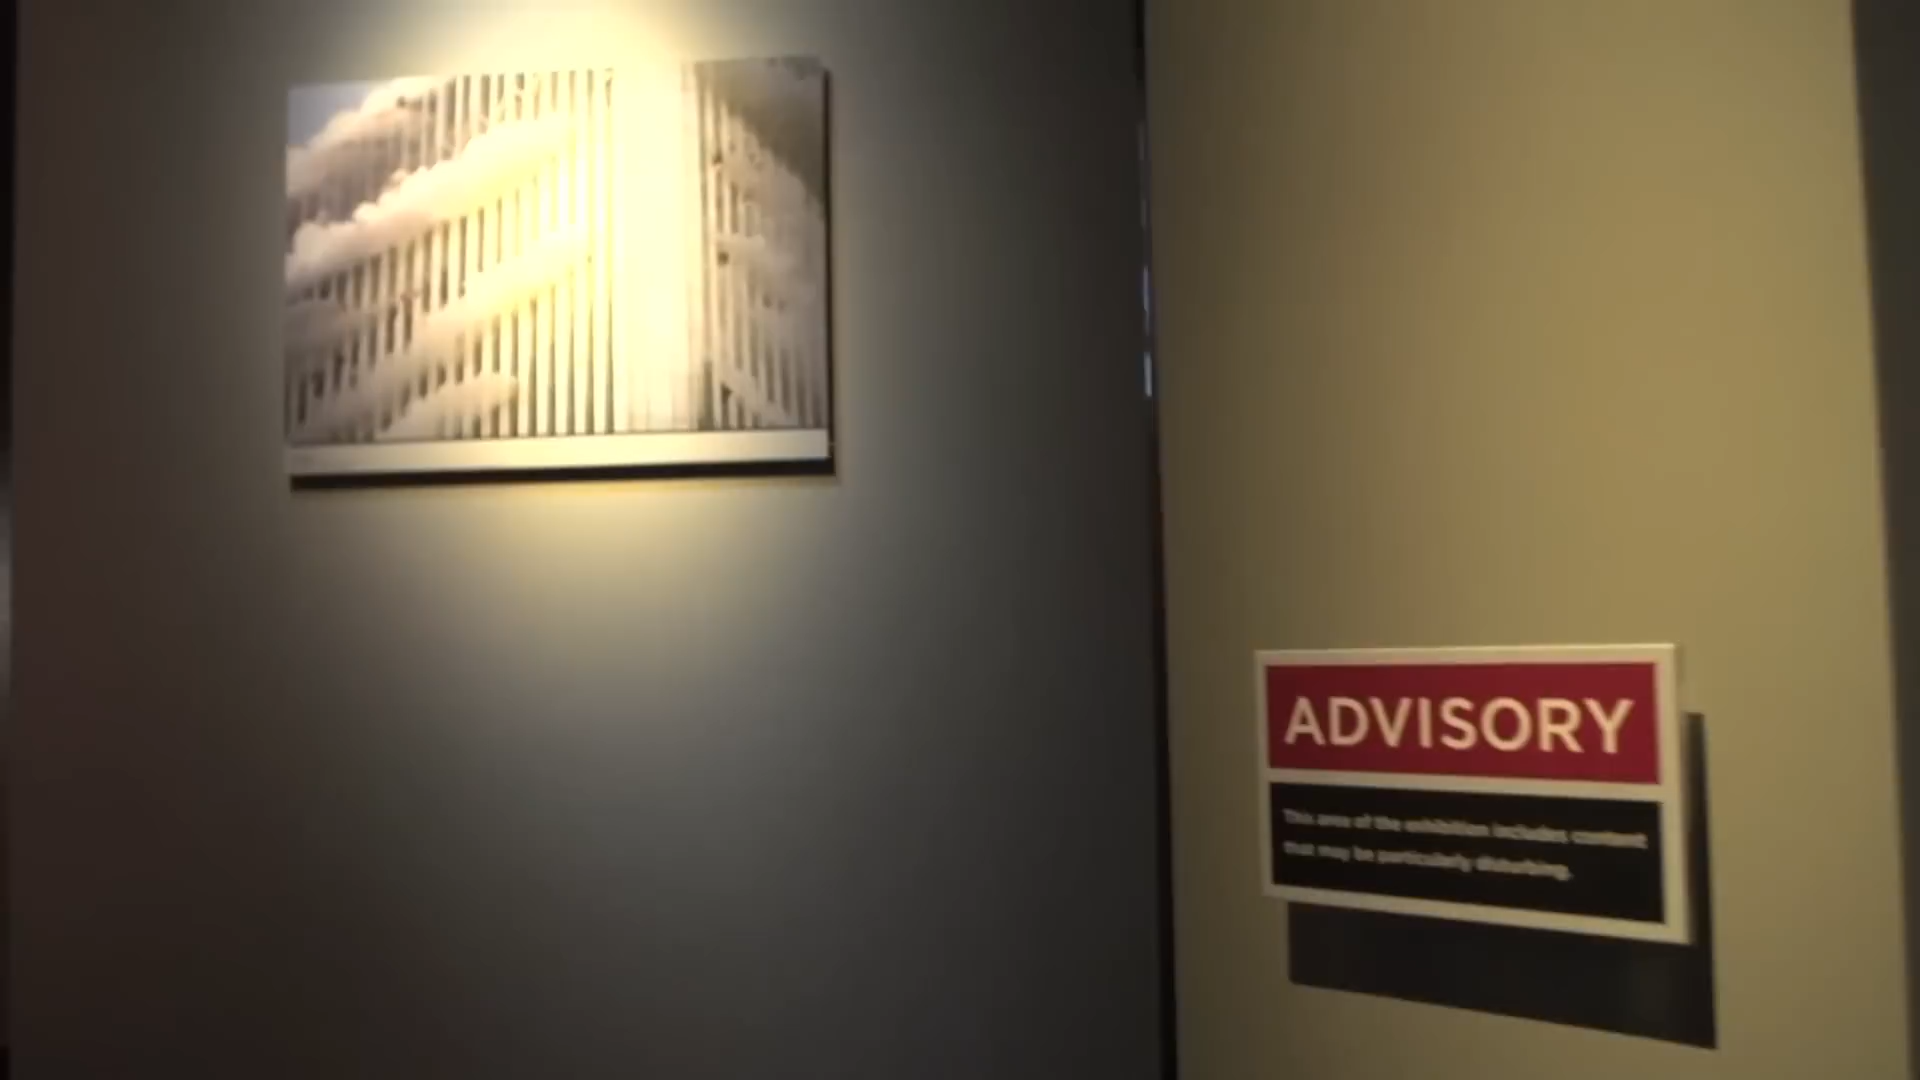 ADVISORY
This area of the exhibition includes content
that may be particularly disturbing.